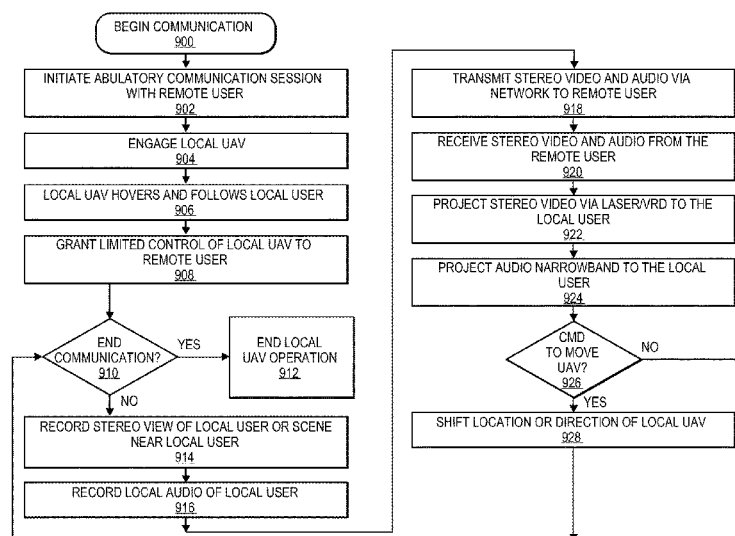 BEGIN COMMUNICATION
900
INITIATE ABULATORY COMMUNICATION SESSION
WITH REMOTE USER
902
ENGAGE LOCAL UAV
904
LOCAL UAV HOVERS AND FOLLOWS LOCAL USER
906
GRANT LIMITED CONTROL OF LOCAL UAV TO
REMOTE USER
908
END
COMMUNICATION?
910
YES
END LOCAL
UAV OPERATION
912
NO
RECORD STEREO VIEW OF LOCAL USER OR SCENE
NEAR LOCAL USER
914
RECORD LOCAL AUDIO OF LOCAL USER
916
TRANSMIT STEREO VIDEO AND AUDIO VIA
NETWORK TO REMOTE USER
918
RECEIVE STEREO VIDEO AND AUDIO FROM THE
REMOTE USER
920
PROJECT STEREO VIDEO VIA LASER/VRD TO THE
LOCAL USER
922
PROJECT AUDIO NARROWBAND TO THE LOCAL
USER
924
CMD
TO MOVE
UAV?
926
NO
YES
SHIFT LOCATION OR DIRECTION OF LOCAL UAV
928